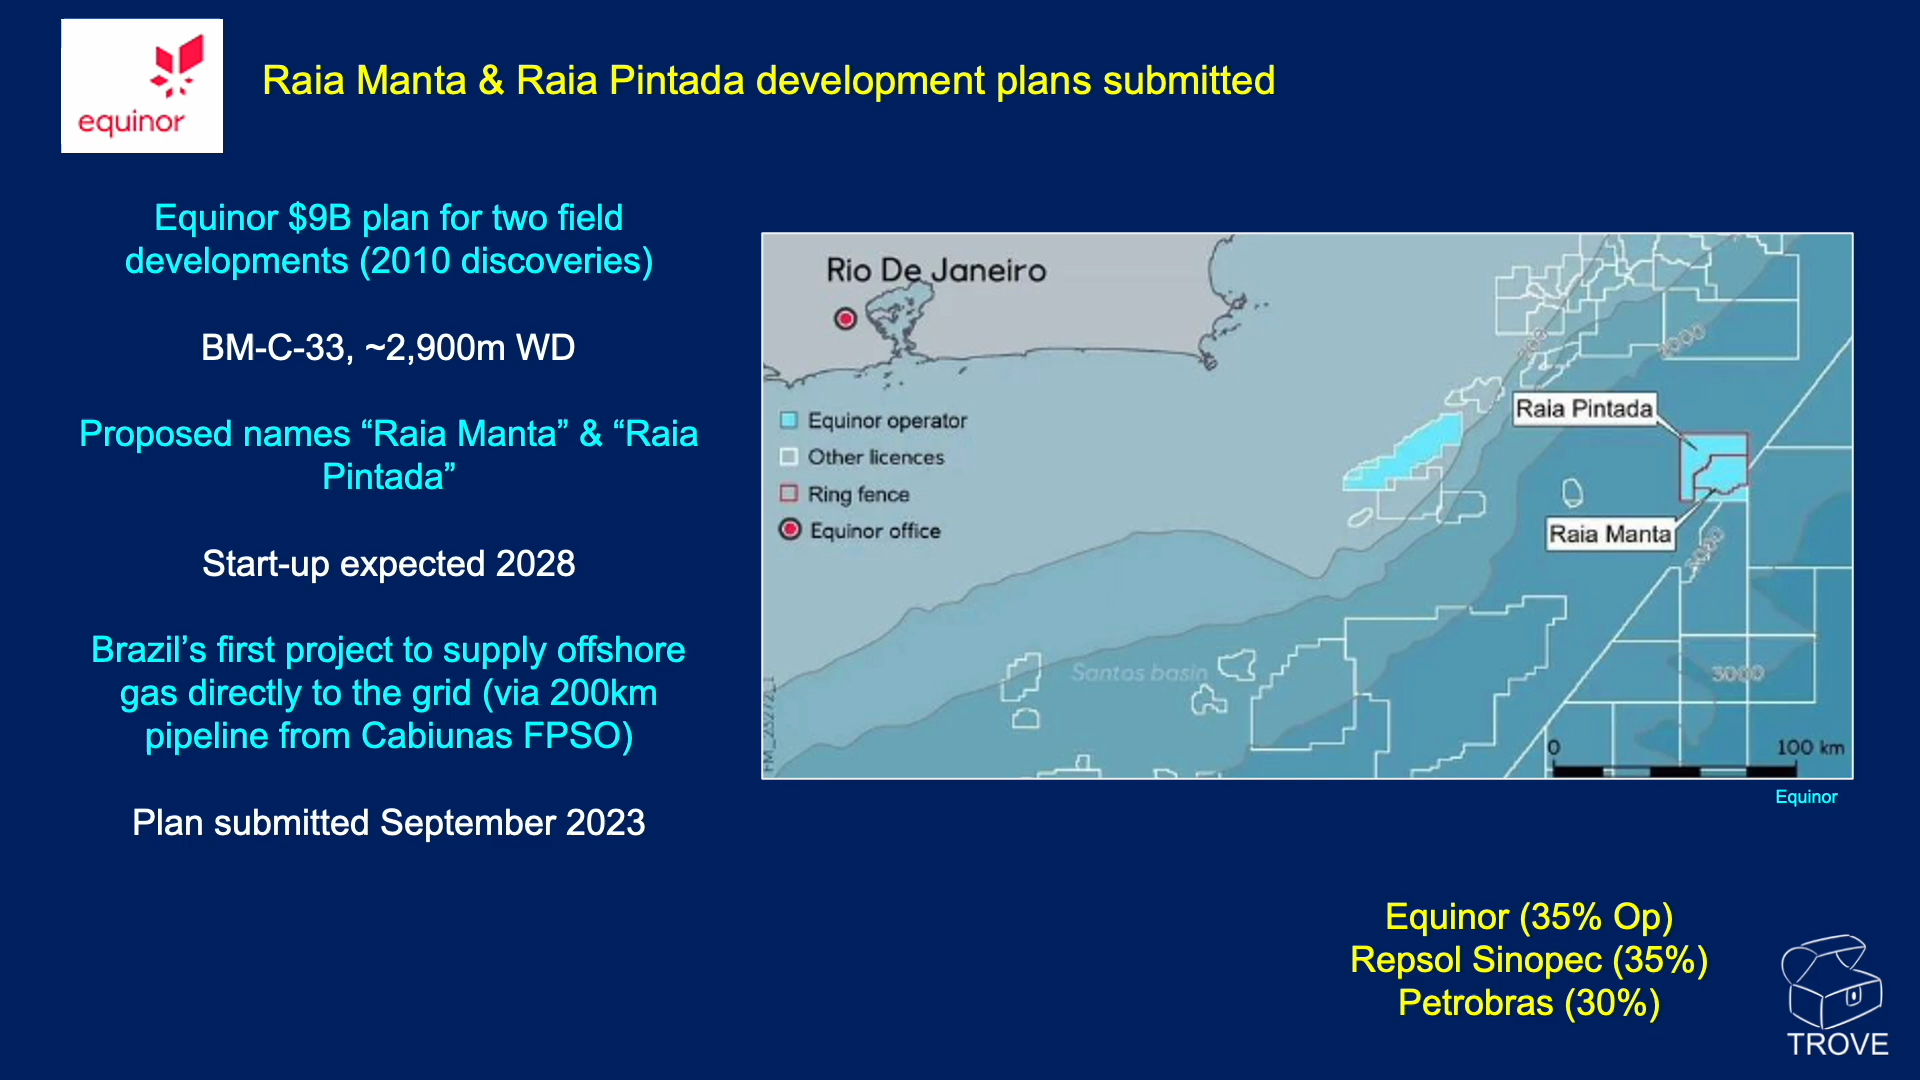 equinor
Raia Manta & Raia Pintada development plans submitted
Equinor $9B plan for two field
developments (2010 discoveries)
BM-C-33, ~2,900m WD
Proposed names “Raia Manta” & “Raia
Pintada”
Start-up expected 2028
Brazil’s first project to supply offshore
gas directly to the grid (via 200km
pipeline from Cabiunas FPSO)
Plan submitted September 2023
Rio De Janeiro
Equinor operator
Other licences
Ring fence
Equinor office
Raia Pintada
Raia Manta
Santos basin
3000
0
100 km
Equinor
Equinor (35% Op)
Repsol Sinopec (35%)
Petrobras (30%)
TROVE